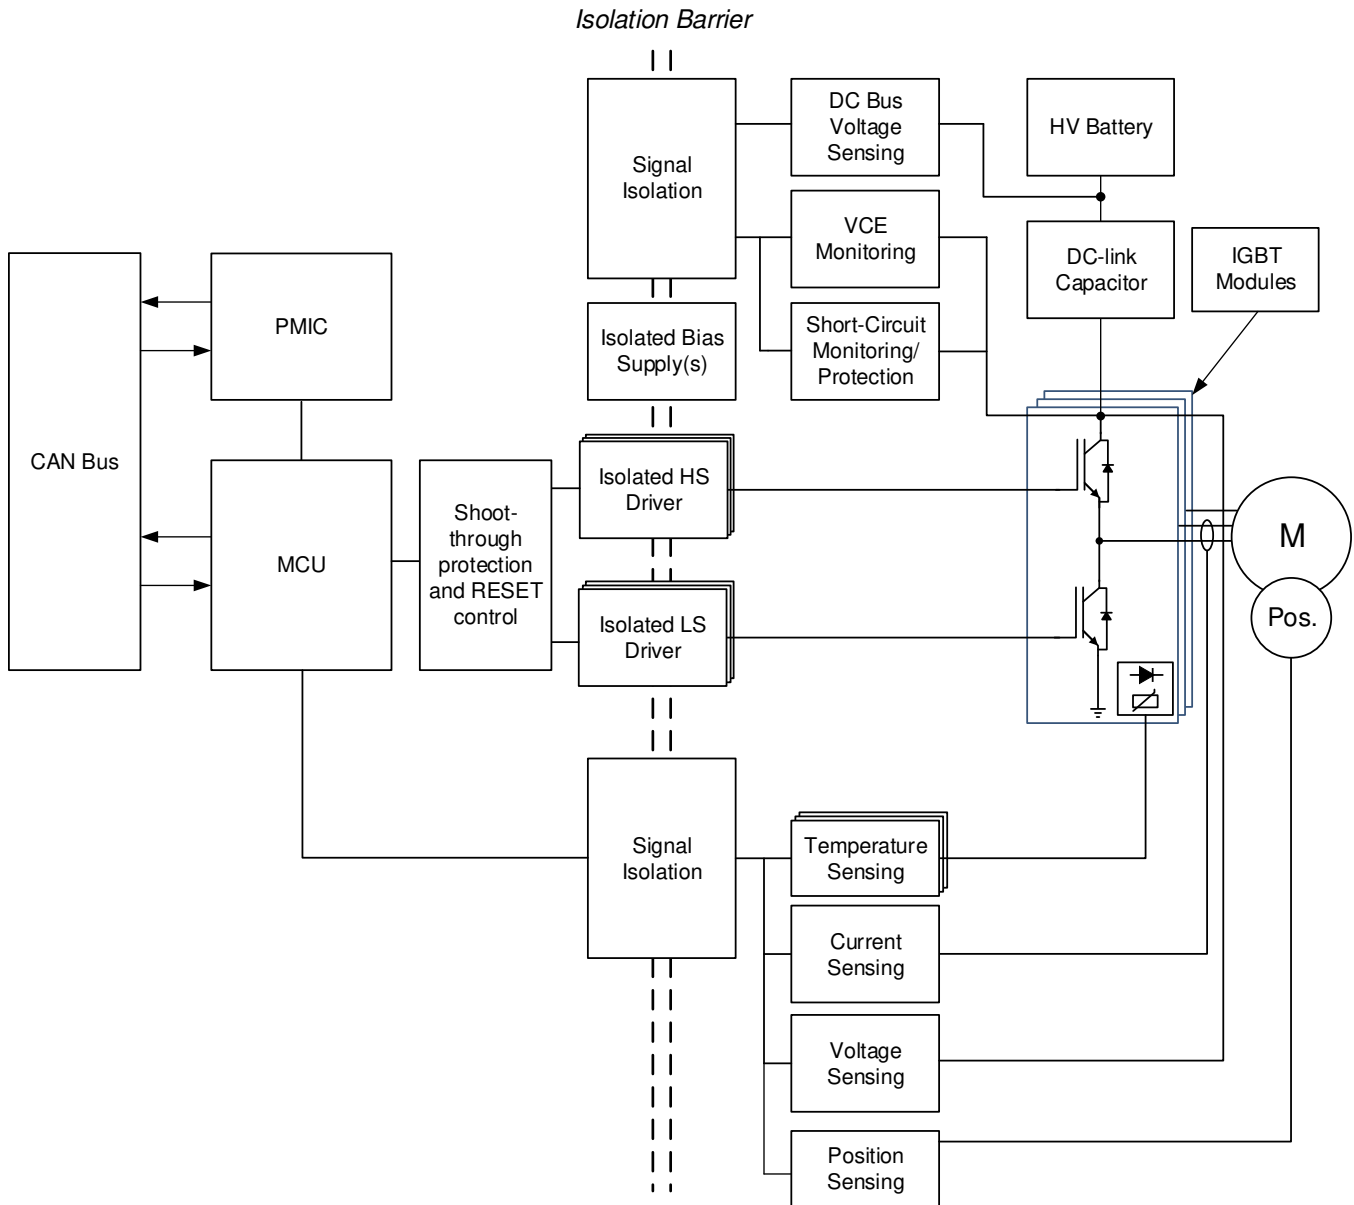 Isolation Barrier
Signal
Isolation
DC Bus
Voltage
Sensing
HV Battery
VCE
Monitoring
DC-link
Capacitor
IGBT
Modules
PMIC
Isolated Bias
Supply(s)
Short-Circuit
Monitoring/
Protection
CAN Bus
MCU
Shoot-
through
protection
and RESET
control
Isolated HS
Driver
Isolated LS
Driver
M
Pos.
Signal
Isolation
Temperature
Sensing
Current
Sensing
Voltage
Sensing
Position
Sensing